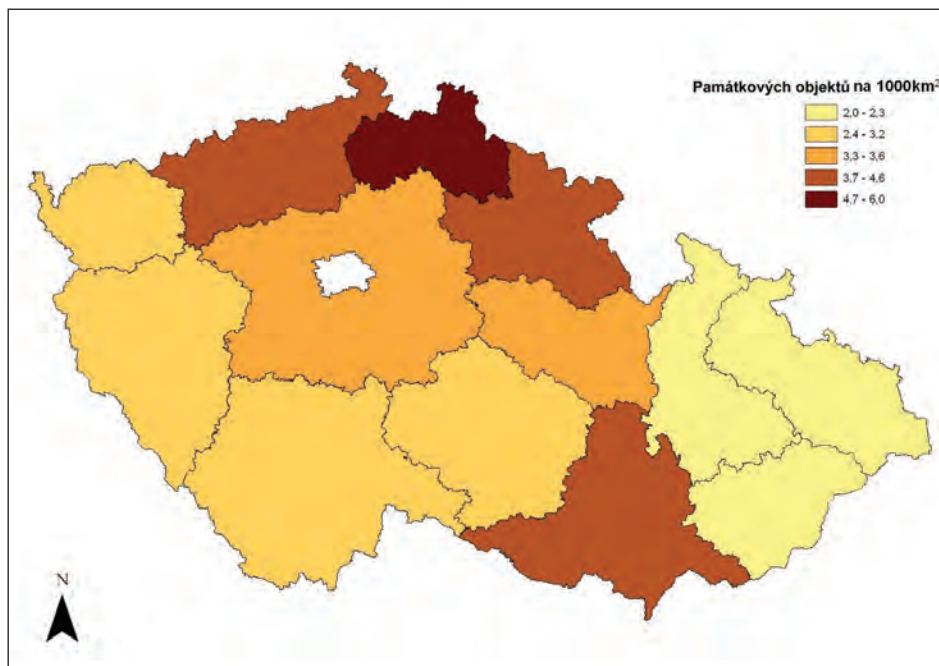 Památkových objektů na 1000km²
2,0 - 2,3
2,4 - 3,2
3,3 - 3,6
3,7 - 4,6
4,7 - 6,0
N